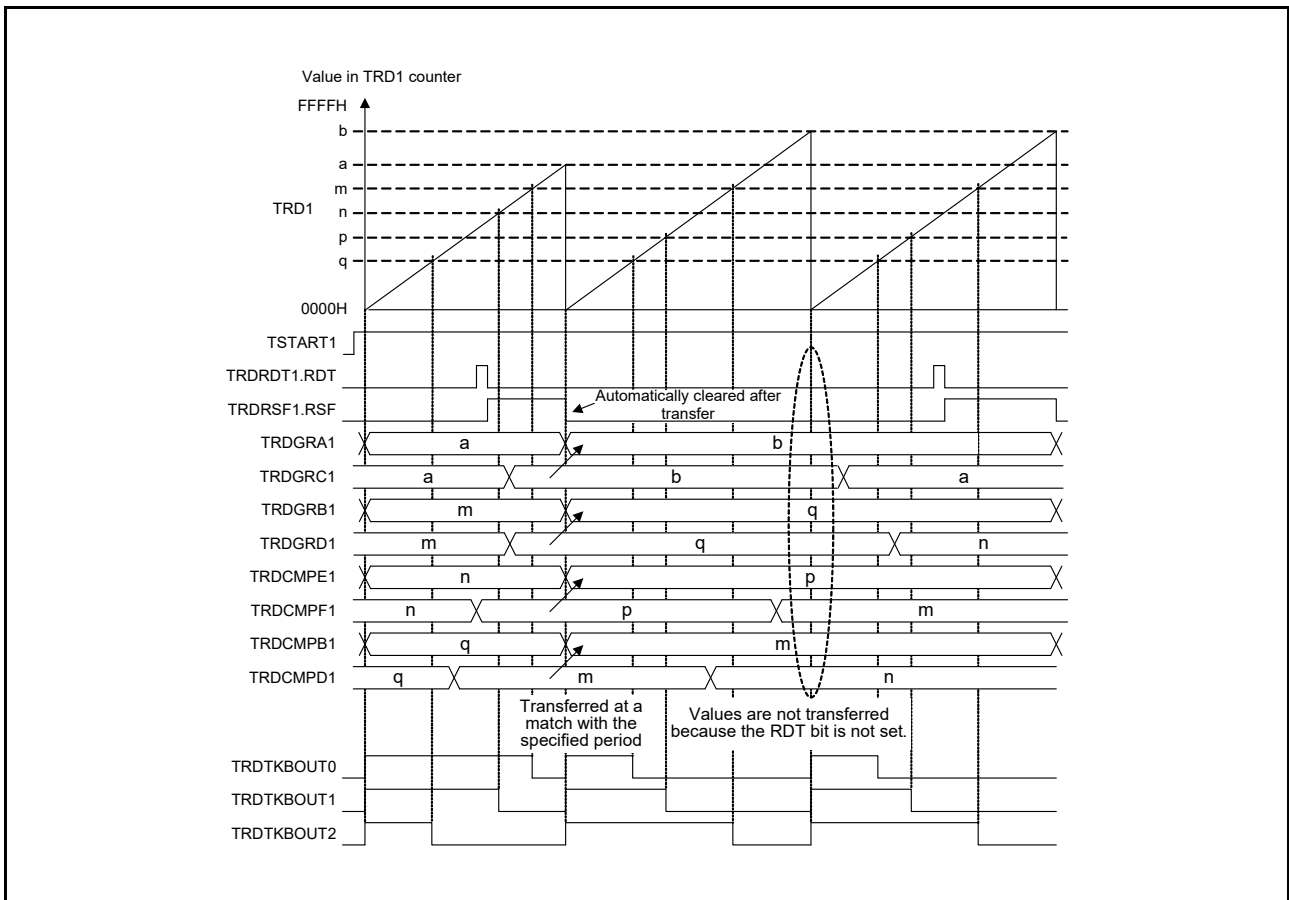 Value in TRD1 counter
FFFFH
b
a
m
TRD1
n
p
q
0000H
TSTART1
TRDRDT1.RDT
TRDRSF1.RSF
Automatically cleared after
transfer
TRDGRA1 a b
TRDGRC1 a b a
TRDGRB1 m q
TRDGRD1 m q n
TRDCMPE1 n p
TRDCMPF1 n p m
TRDCMPB1 q m
TRDCMPD1 q m n
Transferred at a
match with the
specified period
Values are not transferred
because the RDT bit is not set.
TRDTKBOUT0
TRDTKBOUT1
TRDTKBOUT2